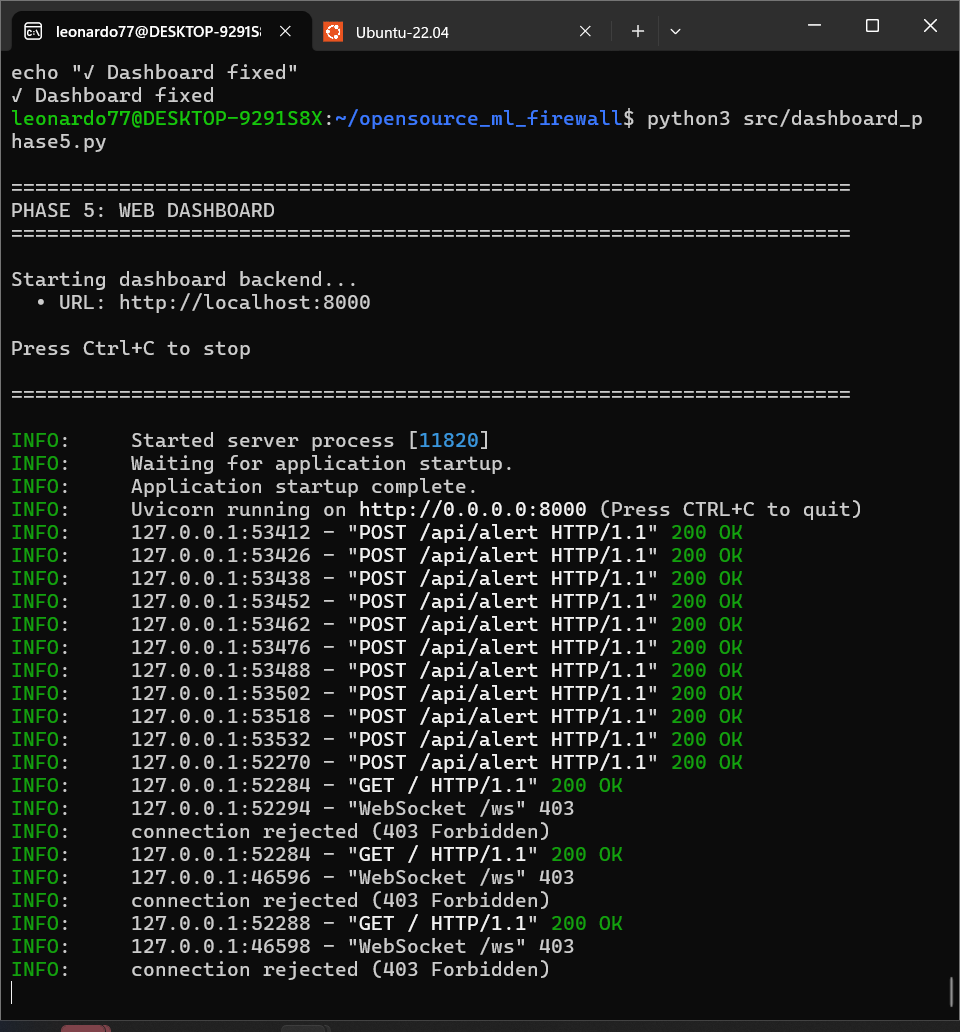 leonardo77@DESKTOP-9291S8
Ubuntu-22.04
echo "√ Dashboard fixed"
√ Dashboard fixed
leonardo77@DESKTOP-9291S8X:~/opensource_ml_firewall$ python3 src/dashboard_p
hase5.py
======================================================================
PHASE 5: WEB DASHBOARD
======================================================================
Starting dashboard backend...
• URL: http://localhost:8000
Press Ctrl+C to stop
======================================================================
INFO:     Started server process [11820]
INFO:     Waiting for application startup.
INFO:     Application startup complete.
INFO:     Uvicorn running on http://0.0.0.0:8000 (Press CTRL+C to quit)
INFO:     127.0.0.1:53412 - "POST /api/alert HTTP/1.1" 200 OK
INFO:     127.0.0.1:53426 - "POST /api/alert HTTP/1.1" 200 OK
INFO:     127.0.0.1:53438 - "POST /api/alert HTTP/1.1" 200 OK
INFO:     127.0.0.1:53452 - "POST /api/alert HTTP/1.1" 200 OK
INFO:     127.0.0.1:53462 - "POST /api/alert HTTP/1.1" 200 OK
INFO:     127.0.0.1:53476 - "POST /api/alert HTTP/1.1" 200 OK
INFO:     127.0.0.1:53488 - "POST /api/alert HTTP/1.1" 200 OK
INFO:     127.0.0.1:53502 - "POST /api/alert HTTP/1.1" 200 OK
INFO:     127.0.0.1:53518 - "POST /api/alert HTTP/1.1" 200 OK
INFO:     127.0.0.1:53532 - "POST /api/alert HTTP/1.1" 200 OK
INFO:     127.0.0.1:52270 - "POST /api/alert HTTP/1.1" 200 OK
INFO:     127.0.0.1:52284 - "GET / HTTP/1.1" 200 OK
INFO:     127.0.0.1:52294 - "WebSocket /ws" 403
INFO:     connection rejected (403 Forbidden)
INFO:     127.0.0.1:52284 - "GET / HTTP/1.1" 200 OK
INFO:     127.0.0.1:46596 - "WebSocket /ws" 403
INFO:     connection rejected (403 Forbidden)
INFO:     127.0.0.1:52288 - "GET / HTTP/1.1" 200 OK
INFO:     127.0.0.1:46598 - "WebSocket /ws" 403
INFO:     connection rejected (403 Forbidden)